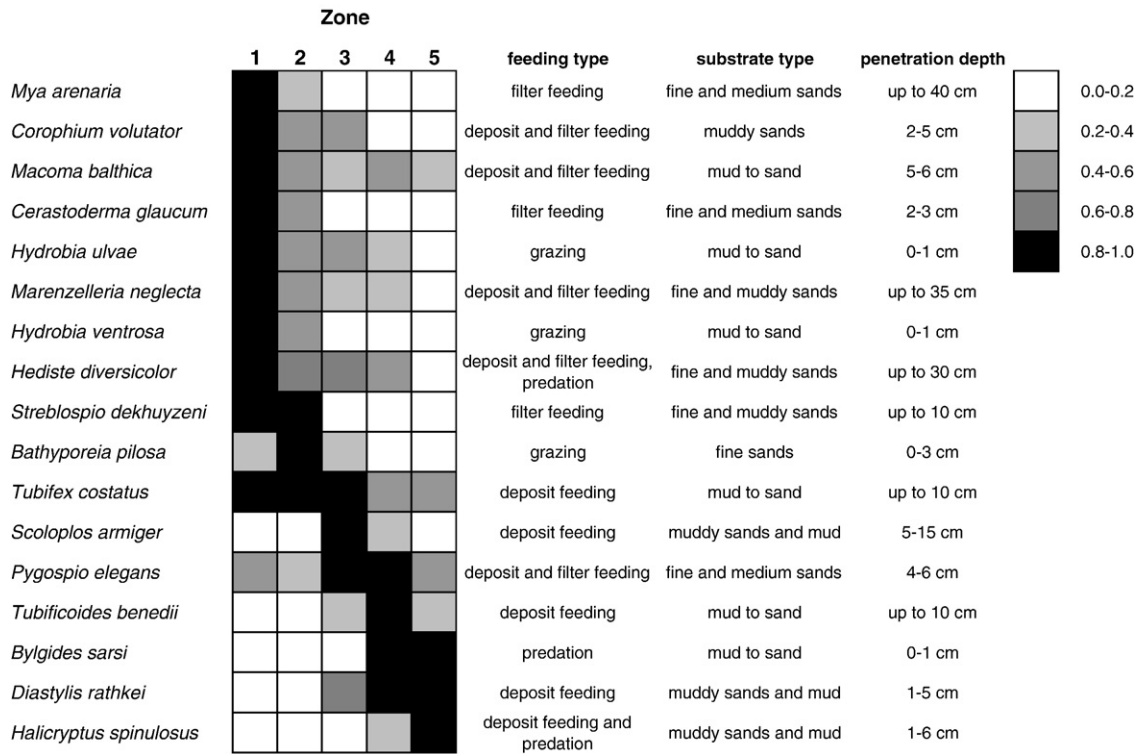 Zone
1 2 3 4 5 feeding type substrate type penetration depth
Mya arenaria filter feeding fine and medium sands up to 40 cm 0.0-0.2
Corophium volutator deposit and filter feeding muddy sands 2-5 cm 0.2-0.4
Macoma balthica deposit and filter feeding mud to sand 5-6 cm 0.4-0.6
Cerastoderma glaucum filter feeding fine and medium sands 2-3 cm 0.6-0.8
Hydrobia ulvae grazing mud to sand 0-1 cm 0.8-1.0
Marenzelleria neglecta deposit and filter feeding fine and muddy sands up to 35 cm
Hydrobia ventrosa grazing mud to sand 0-1 cm
Hediste diversicolor deposit and filter feeding,
predation fine and muddy sands up to 30 cm
Streblospio dekhuyzeni filter feeding fine and muddy sands up to 10 cm
Bathyporeia pilosa grazing fine sands 0-3 cm
Tubifex costatus deposit feeding mud to sand up to 10 cm
Scoloplos armiger deposit feeding muddy sands and mud 5-15 cm
Pygospio elegans deposit and filter feeding fine and medium sands 4-6 cm
Tubificoides benedii deposit feeding mud to sand up to 10 cm
Bylgides sarsi predation mud to sand 0-1 cm
Diastylis rathkei deposit feeding muddy sands and mud 1-5 cm
Halicryptus spinulosus deposit feeding and
predation muddy sands and mud 1-6 cm